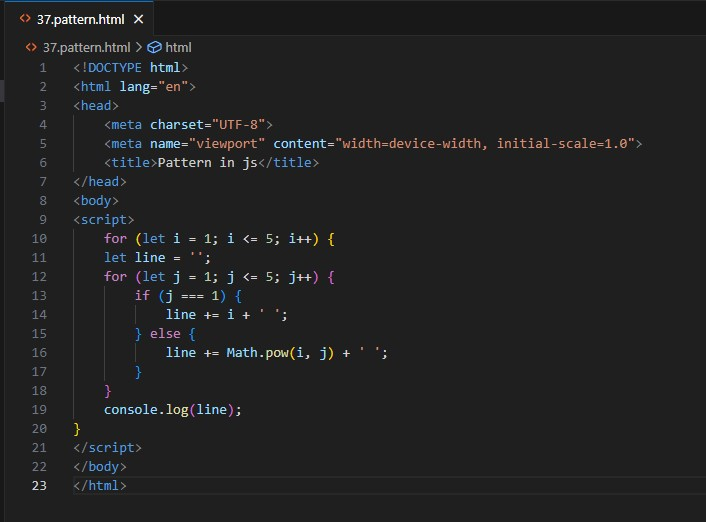 37.pattern.html
37.pattern.html > html
1 <!DOCTYPE html>
2 <html lang="en">
3 <head>
4     <meta charset="UTF-8">
5     <meta name="viewport" content="width=device-width, initial-scale=1.0">
6     <title>Pattern in js</title>
7 </head>
8 <body>
9 <script>
10     for (let i = 1; i <= 5; i++) {
11     let line = '';
12     for (let j = 1; j <= 5; j++) {
13         if (j === 1) {
14             line += i + ' ';
15         } else {
16             line += Math.pow(i, j) + ' ';
17         }
18     }
19     console.log(line);
20 }
21 </script>
22 </body>
23 </html>